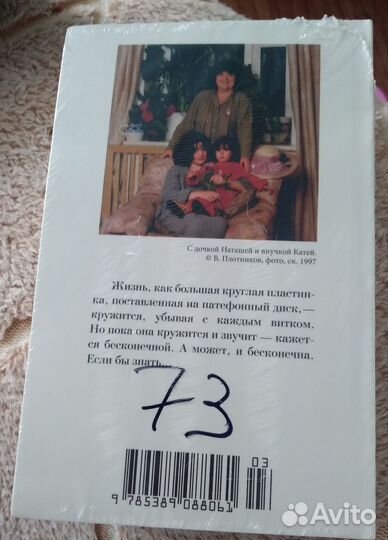 С дочкой Наташей и внучкой Катей.
© В. Плотников, фото, ок. 1997
Жизнь, как большая круглая пластин-
ка, поставленная на патефонный диск,—
кружится, убывая с каждым витком.
Но пока она кружится и звучит — кажет-
ся бесконечной. А может, и бесконечна.
Если бы знать...
73
03
9 785389 088061
Avito